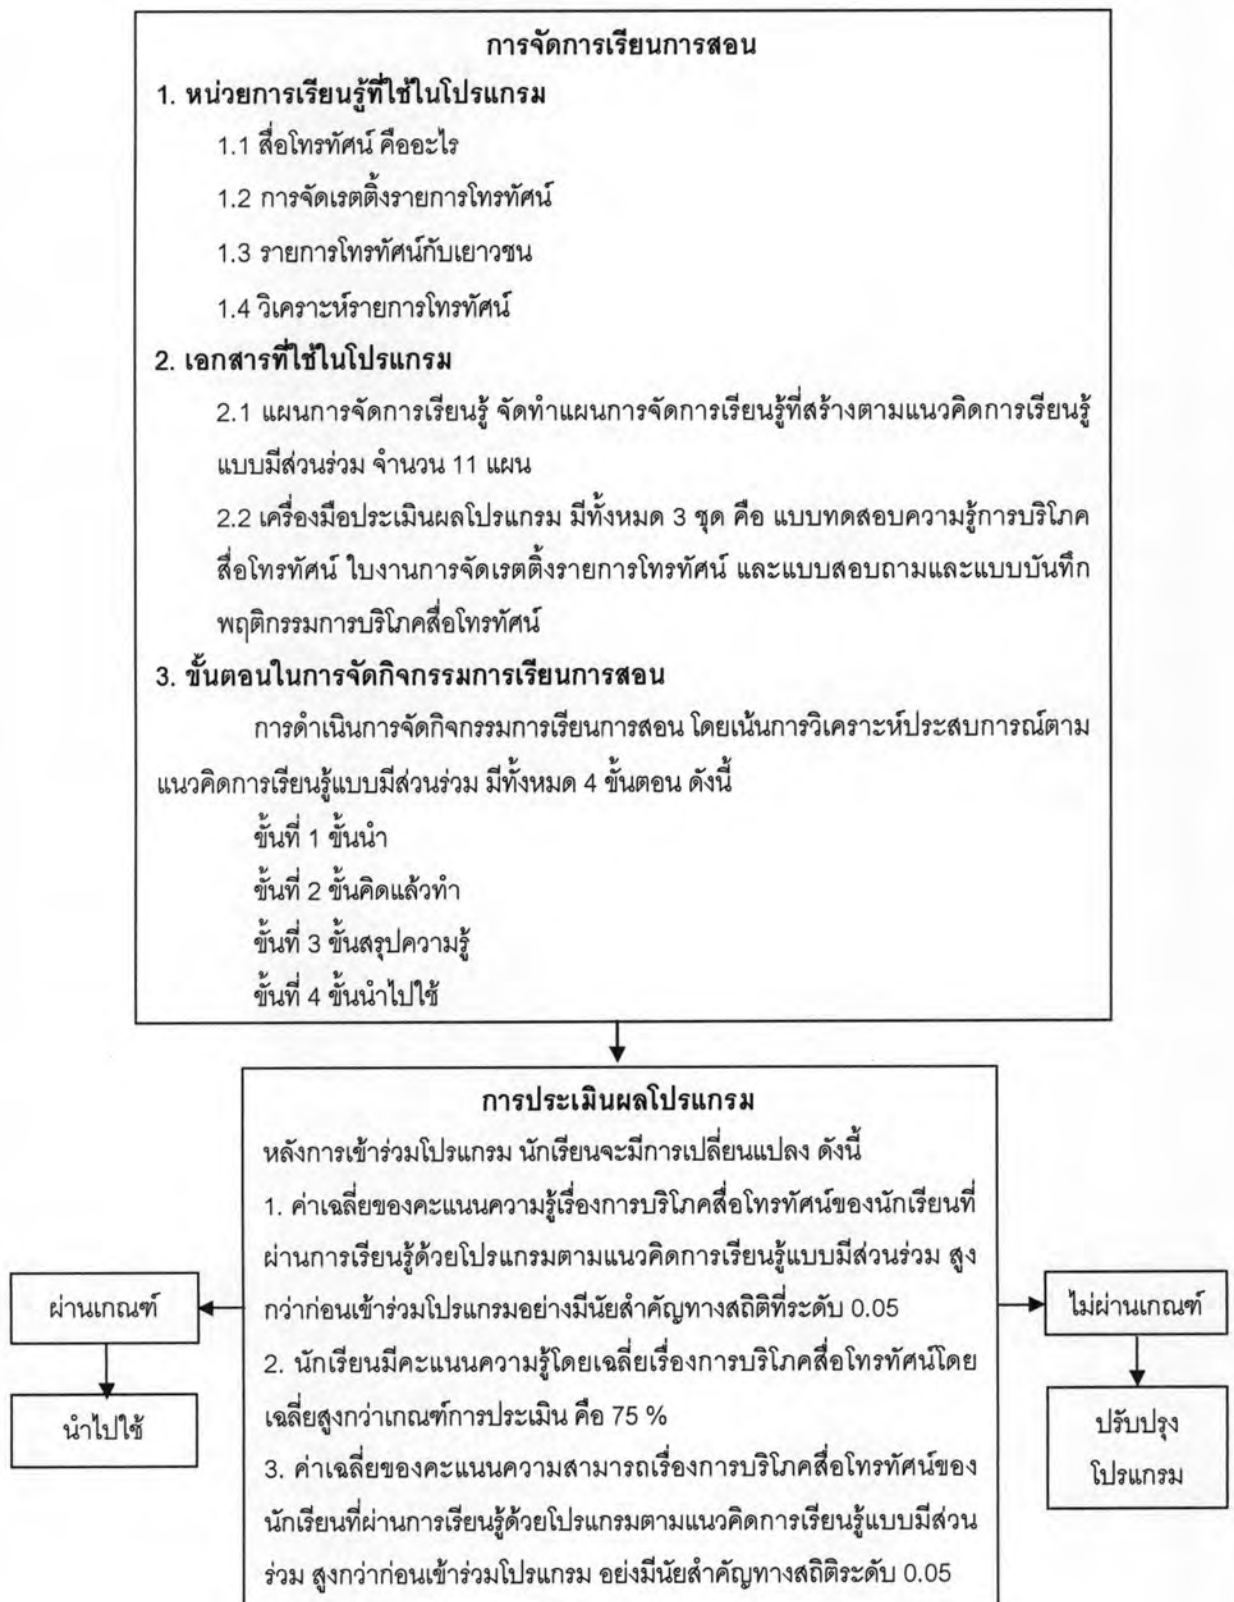 การจัดการเรียนการสอน
1. หน่วยการเรียนรู้ที่ใช้ในโปรแกรม
1.1 สื่อโทรทัศน์ คืออะไร
1.2 การจัดเรตติ้งรายการโทรทัศน์
1.3 รายการโทรทัศน์กับเยาวชน
1.4 วิเคราะห์รายการโทรทัศน์
2. เอกสารที่ใช้ในโปรแกรม
2.1 แผนการจัดการเรียนรู้ จัดทำแผนการจัดการเรียนรู้ที่สร้างตามแนวคิดการเรียนรู้
แบบมีส่วนร่วม จำนวน 11 แผน
2.2 เครื่องมือประเมินผลโปรแกรม มีทั้งหมด 3 ชุด คือ แบบทดสอบความรู้การบริโภค
สื่อโทรทัศน์ ใบงานการจัดเรตติ้งรายการโทรทัศน์ และแบบสอบถามและแบบบันทึก
พฤติกรรมการบริโภคสื่อโทรทัศน์
3. ขั้นตอนในการจัดกิจกรรมการเรียนการสอน
การดำเนินการจัดกิจกรรมการเรียนการสอน โดยเน้นการวิเคราะห์ประสบการณ์ตาม
แนวคิดการเรียนรู้แบบมีส่วนร่วม มีทั้งหมด 4 ขั้นตอน ดังนี้
ขั้นที่ 1 ขั้นนำ
ขั้นที่ 2 ขั้นคิดแล้วทำ
ขั้นที่ 3 ขั้นสรุปความรู้
ขั้นที่ 4 ขั้นนำไปใช้
การประเมินผลโปรแกรม
หลังการเข้าร่วมโปรแกรม นักเรียนจะมีการเปลี่ยนแปลง ดังนี้
1. ค่าเฉลี่ยของคะแนนความรู้เรื่องการบริโภคสื่อโทรทัศน์ของนักเรียนที่
ผ่านการเรียนรู้ด้วยโปรแกรมตามแนวคิดการเรียนรู้แบบมีส่วนร่วม สูง
กว่าก่อนเข้าร่วมโปรแกรมอย่างมีนัยสำคัญทางสถิติที่ระดับ 0.05
2. นักเรียนมีคะแนนความรู้โดยเฉลี่ยเรื่องการบริโภคสื่อโทรทัศน์โดย
เฉลี่ยสูงกว่าเกณฑ์การประเมิน คือ 75 %
3. ค่าเฉลี่ยของคะแนนความสามารถเรื่องการบริโภคสื่อโทรทัศน์ของ
นักเรียนที่ผ่านการเรียนรู้ด้วยโปรแกรมตามแนวคิดการเรียนรู้แบบมีส่วน
ร่วม สูงกว่าก่อนเข้าร่วมโปรแกรม อย่งมีนัยสำคัญทางสถิติระดับ 0.05
ผ่านเกณฑ์
นำไปใช้
ไม่ผ่านเกณฑ์
ปรับปรุง
โปรแกรม